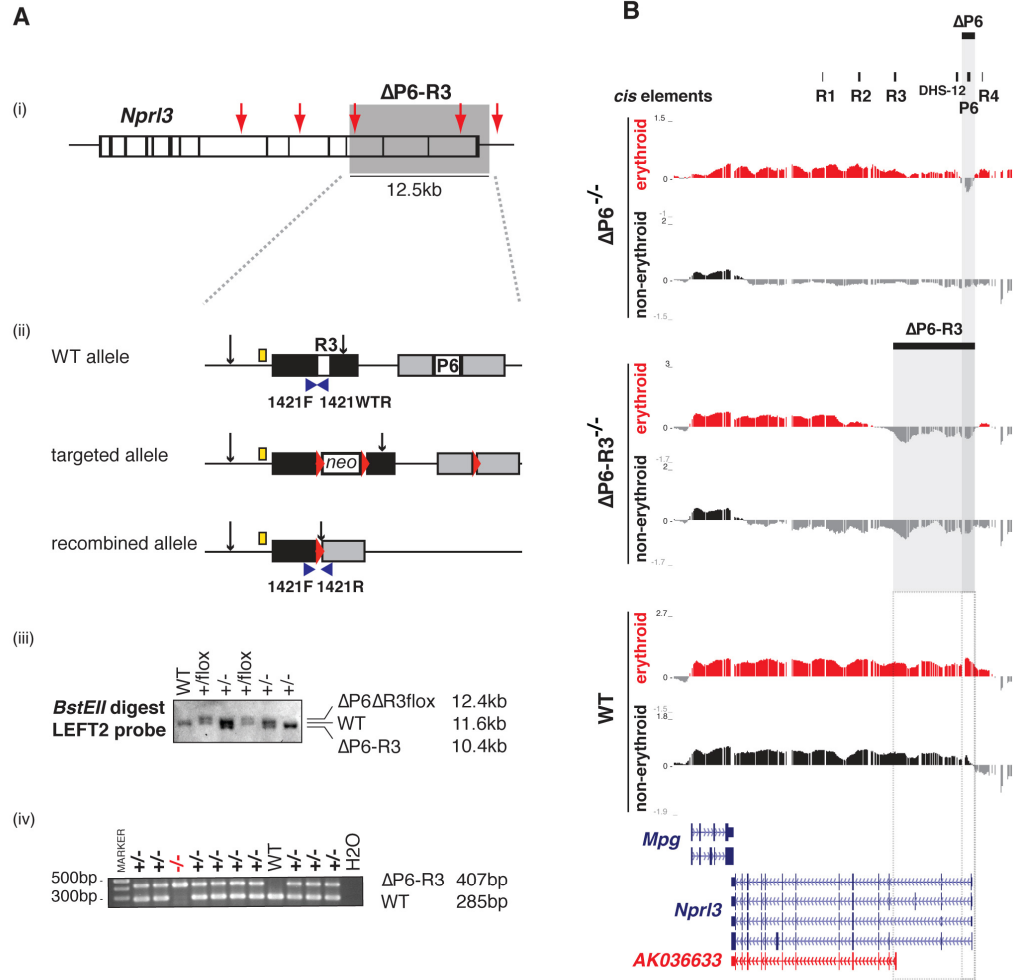 A
(i)
Nprl3
ΔP6-R3
12.5kb
(ii)
WT allele
R3
P6
1421F 1421WTR
targeted allele
neo
recombined allele
1421F 1421R
(iii)
WT
+/flox
+/-
+/flox
+/-
+/-
BstEII digest
LEFT2 probe
ΔP6ΔR3flox 12.4kb
WT 11.6kb
ΔP6-R3 10.4kb
(iv)
MARKER
+/-
+/-
-/-
+/-
+/-
+/-
+/-
WT
+/-
+/-
+/-
H2O
500bp
300bp
ΔP6-R3 407bp
WT 285bp
B
ΔP6
cis elements
R1
R2
R3
DHS-12
P6
R4
ΔP6-/-
erythroid
1.5
0
-1
non-erythroid
2
0
-1.5
ΔP6-R3
ΔP6-R3-/-
erythroid
3
0
-1.7
non-erythroid
2
0
-1.7
WT
erythroid
2.7
0
-1.5
non-erythroid
1.8
0
-1.9
Mpg
Nprl3
AK036633